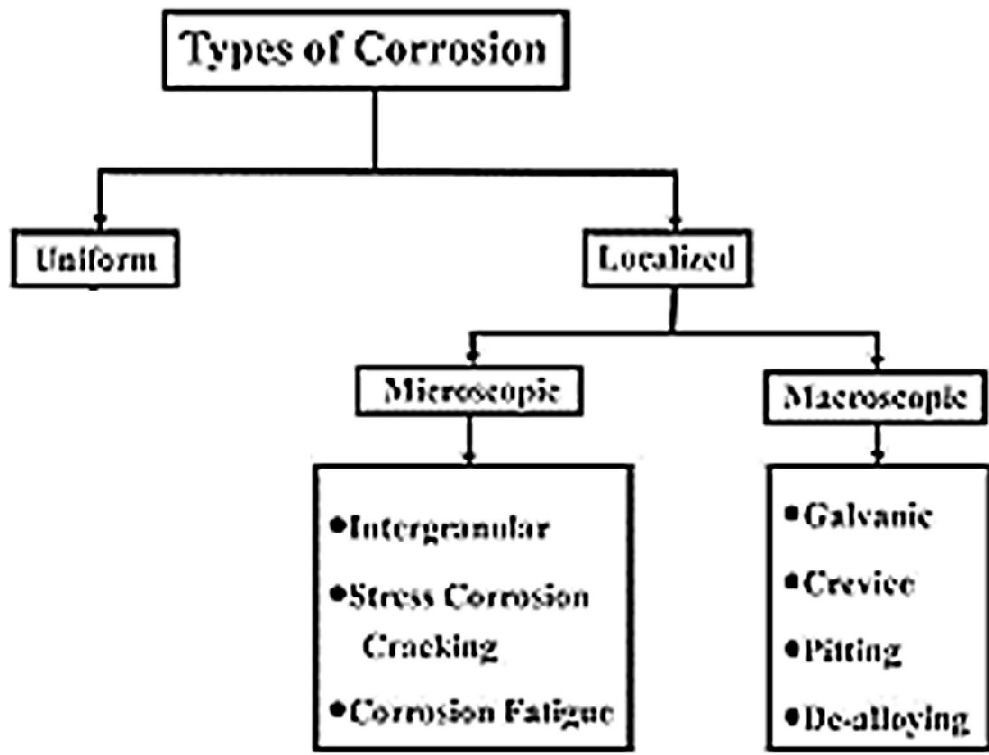 Types of Corrosion
Uniform
Localized
Microscopic
Macroscopic
●Intergranular
●Stress Corrosion
Cracking
●Corrosion Fatigue
●Galvanic
●Crevice
●Pitting
●De-alloying